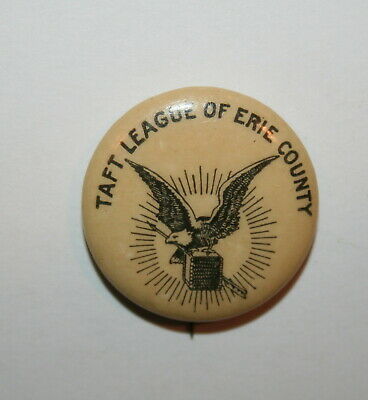 TAFT LEAGUE OF ERIE COUNTY